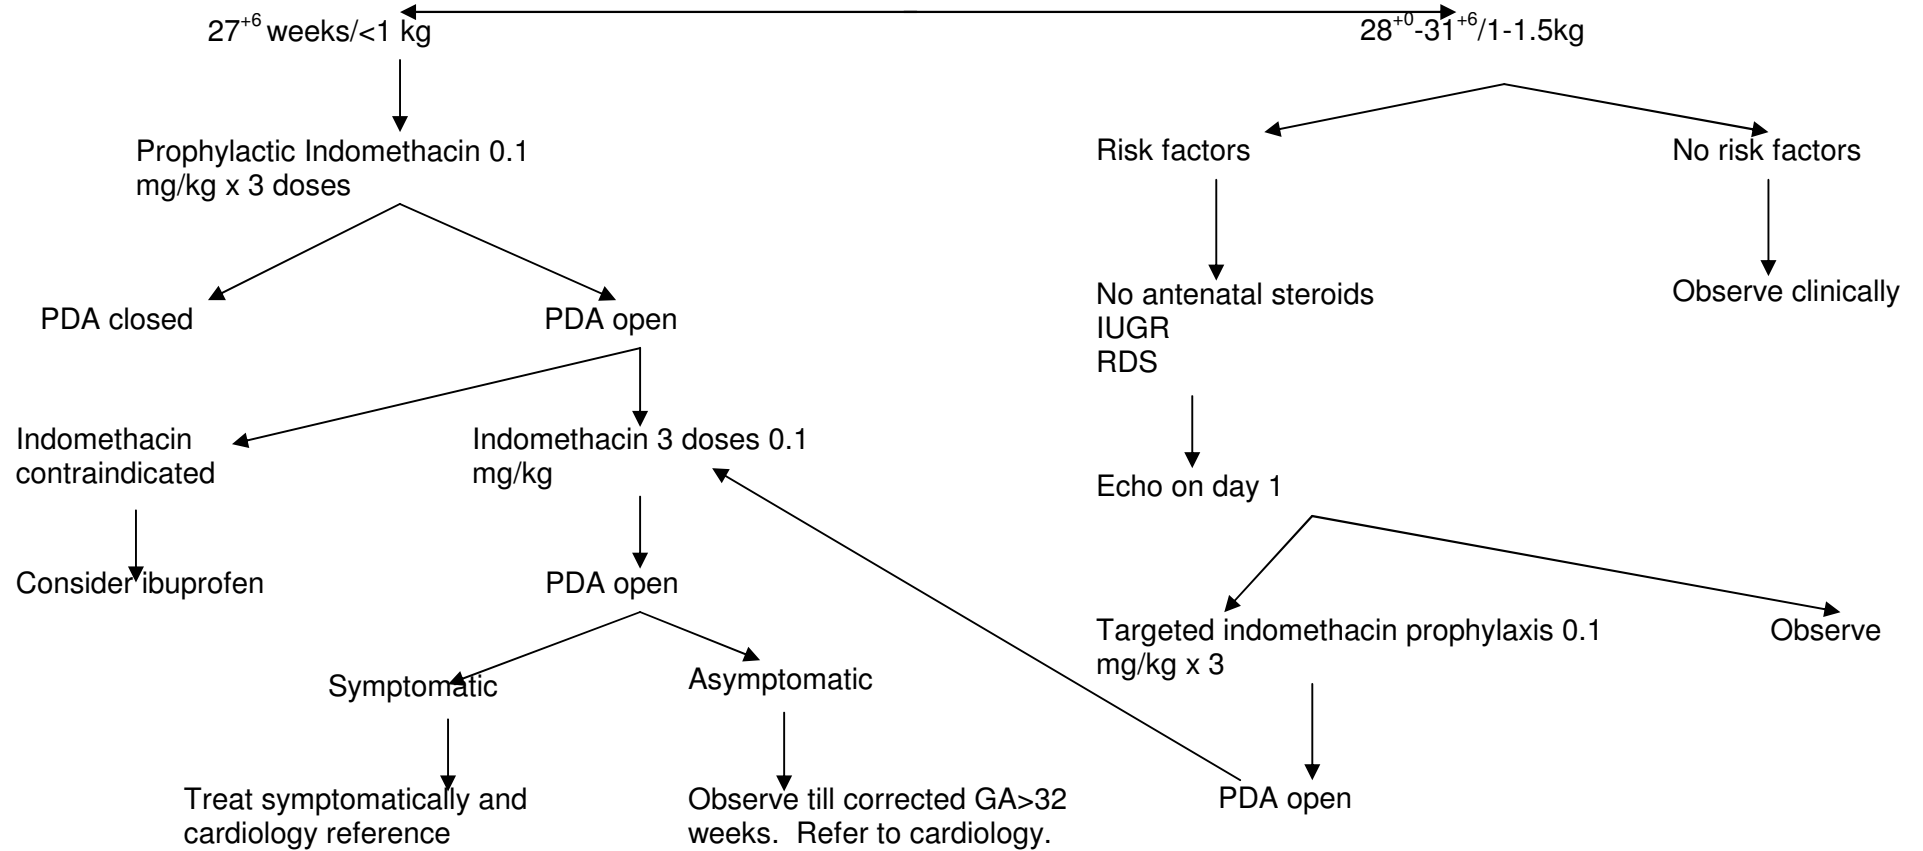 27+6 weeks/<1 kg
28+0-31+6/1-1.5kg
Prophylactic Indomethacin 0.1
mg/kg x 3 doses
Risk factors
No risk factors
PDA closed
PDA open
No antenatal steroids
IUGR
RDS
Observe clinically
Indomethacin
contraindicated
Indomethacin 3 doses 0.1
mg/kg
Echo on day 1
Consider ibuprofen
PDA open
Targeted indomethacin prophylaxis 0.1
mg/kg x 3
Observe
Symptomatic
Asymptomatic
Treat symptomatically and
cardiology reference
Observe till corrected GA>32
weeks.  Refer to cardiology.
PDA open